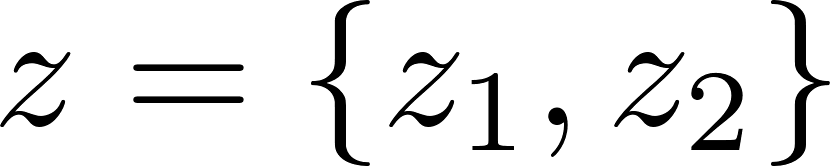 z = {z₁, z₂}